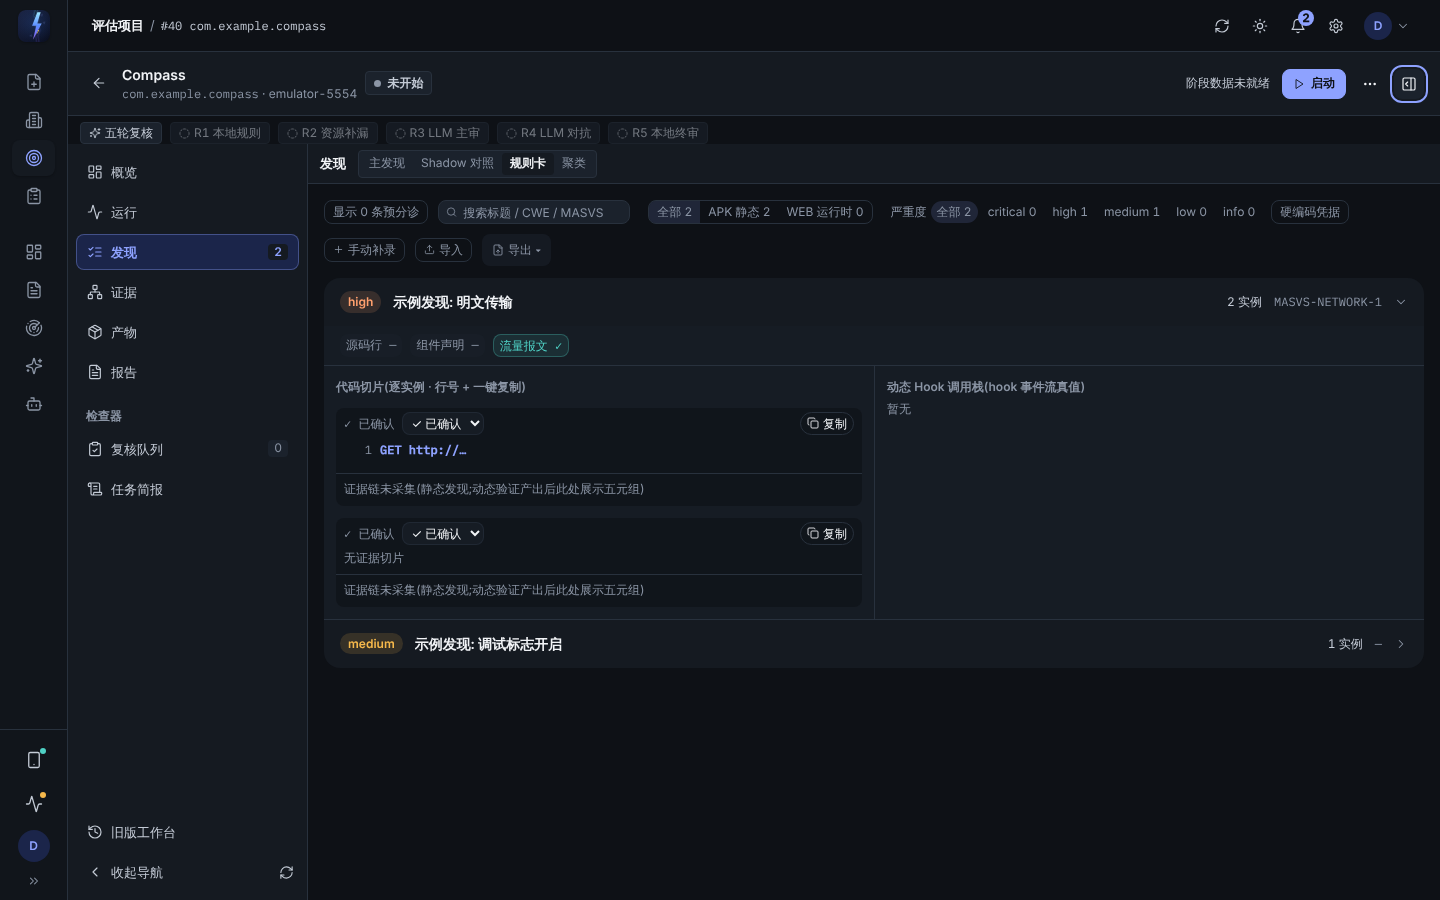 评估项目 / #40 com.example.compass
2
D
Compass
com.example.compass · emulator-5554
未开始
阶段数据未就绪
启动
五轮复核
R1 本地规则
R2 资源补漏
R3 LLM 主审
R4 LLM 对抗
R5 本地终审
概览
运行
发现 2
证据
产物
报告
检查器
复核队列 0
任务简报
旧版工作台
收起导航
D
发现
主发现
Shadow 对照
规则卡
聚类
显示 0 条预分诊
搜索标题 / CWE / MASVS
全部 2
APK 静态 2
WEB 运行时 0
严重度
全部 2
critical 0
high 1
medium 1
low 0
info 0
硬编码凭据
+ 手动补录
导入
导出
high
示例发现: 明文传输
2 实例
MASVS-NETWORK-1
源码行 —
组件声明 —
流量报文 ✓
代码切片(逐实例 · 行号 + 一键复制)
✓ 已确认
✓ 已确认
复制
1 GET http://…
证据链未采集(静态发现;动态验证产出后此处展示五元组)
✓ 已确认
✓ 已确认
复制
无证据切片
证据链未采集(静态发现;动态验证产出后此处展示五元组)
动态 Hook 调用栈(hook 事件流真值)
暂无
medium
示例发现: 调试标志开启
1 实例
—